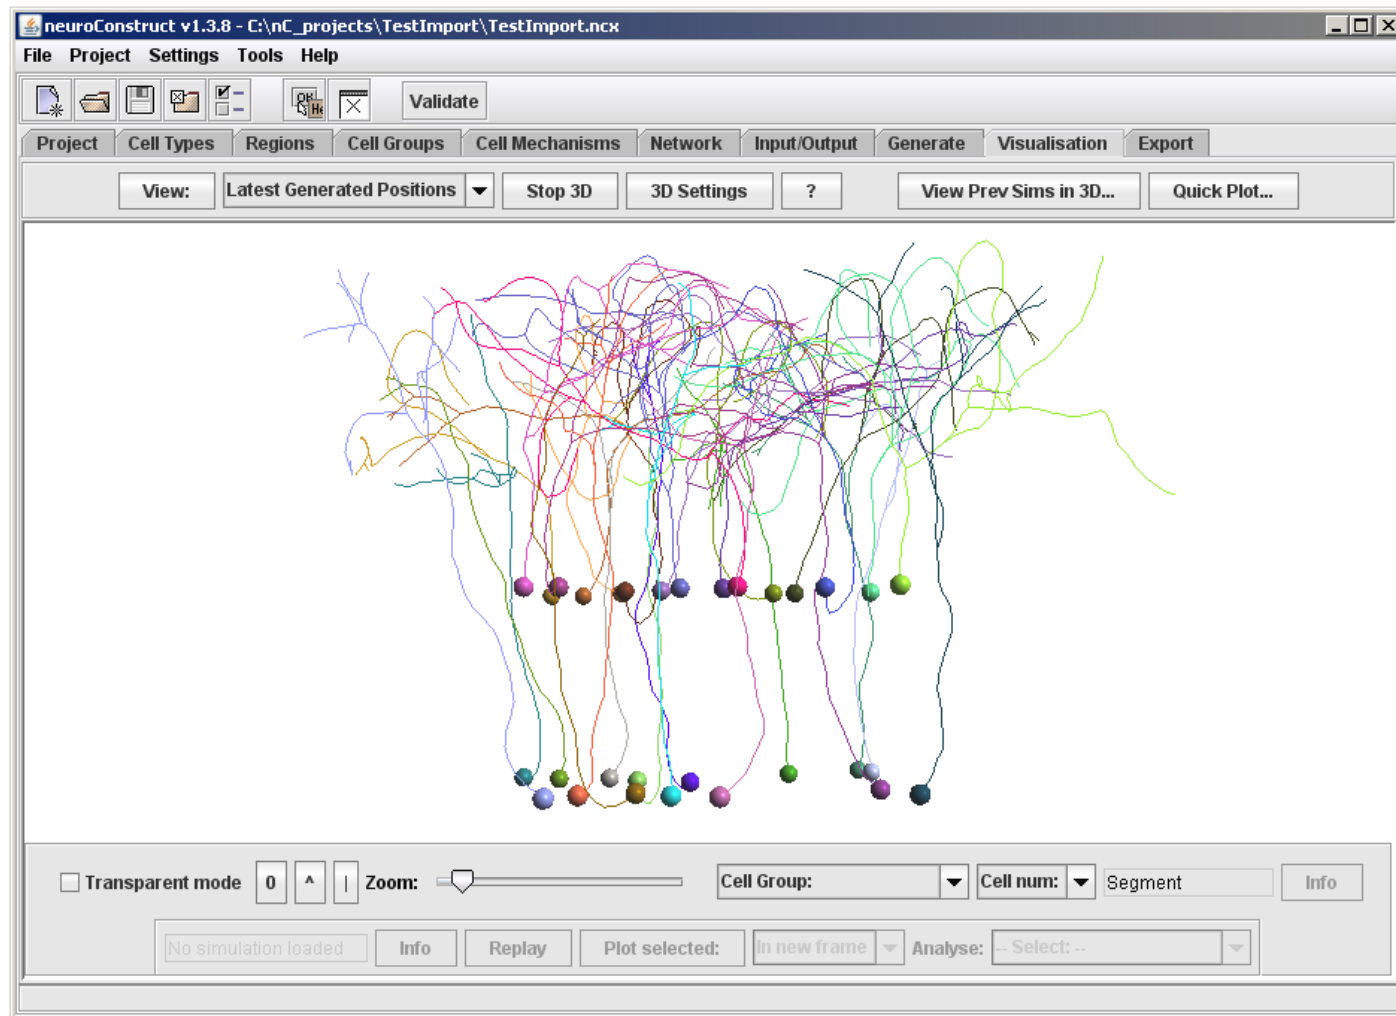 neuroConstruct v1.3.8 - C:\nC_projects\TestImport\TestImport.ncx
File Project Settings Tools Help
Validate
Project Cell Types Regions Cell Groups Cell Mechanisms Network Input/Output Generate Visualisation Export
View: Latest Generated Positions Stop 3D 3D Settings ? View Prev Sims in 3D... Quick Plot...
Transparent mode 0 ^ | Zoom: Cell Group: Cell num: Segment Info
No simulation loaded Info Replay Plot selected: In new frame Analyse: -- Select: --